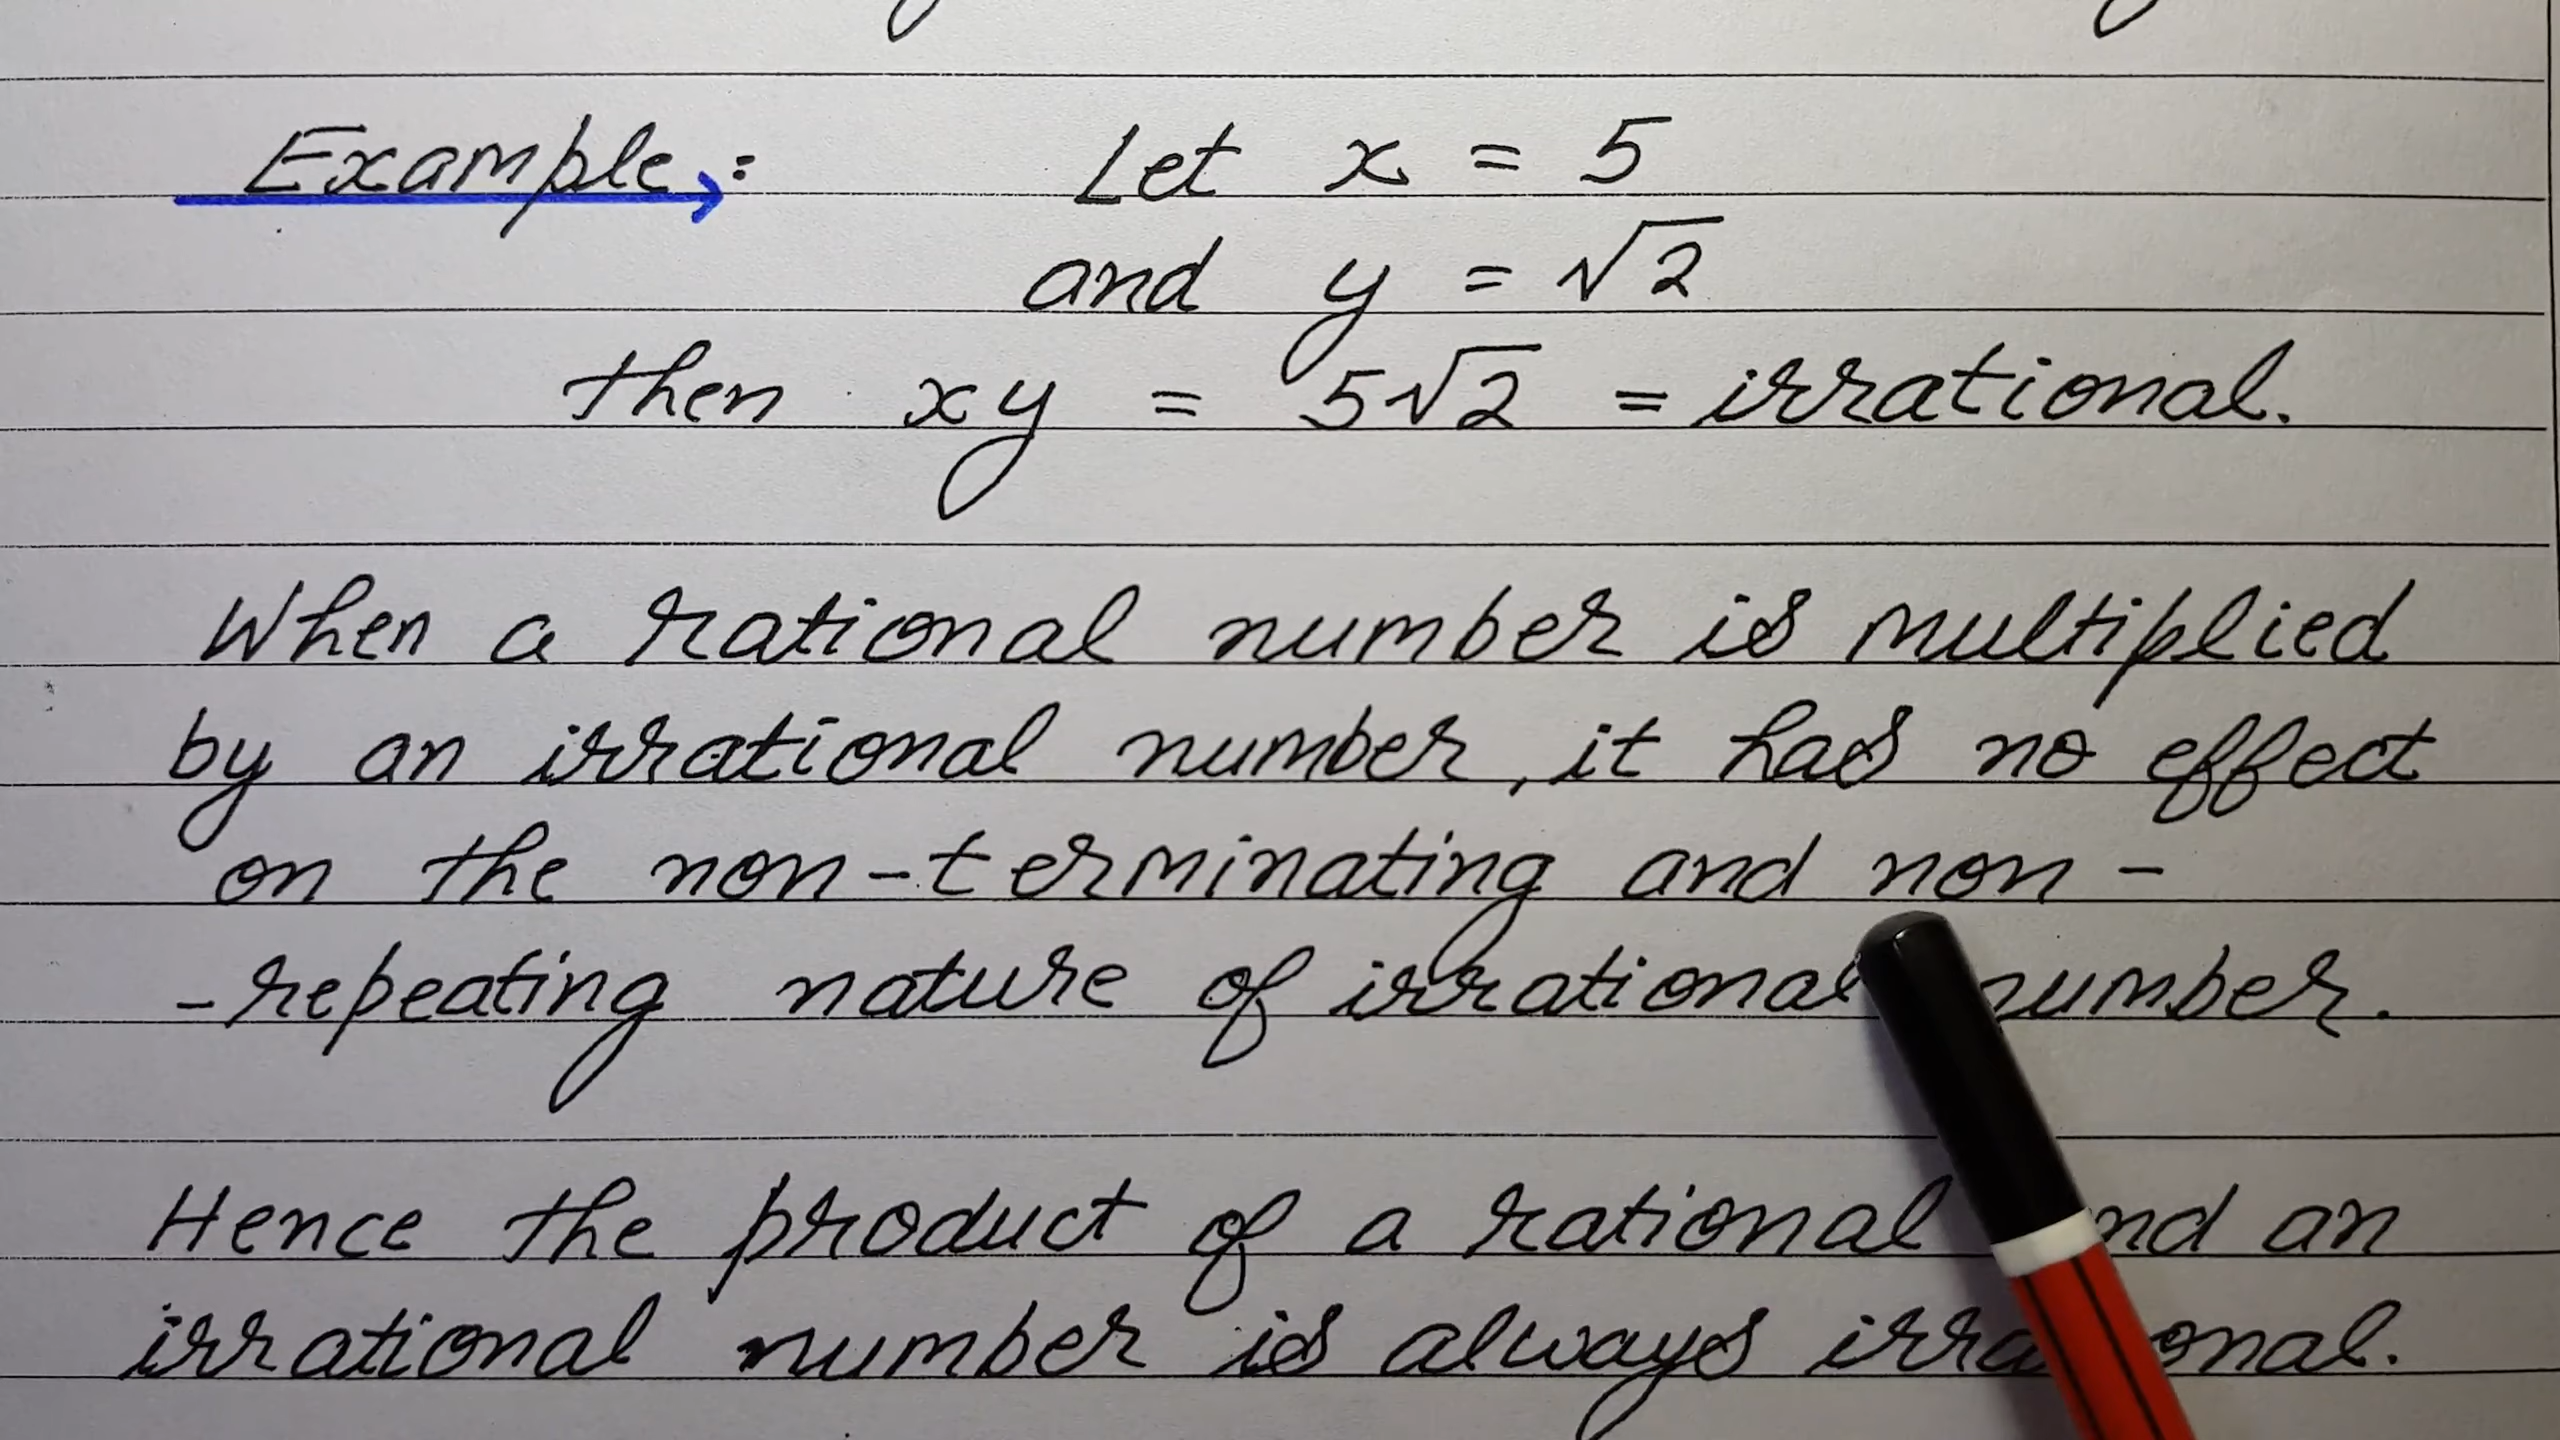 Example :
Let x = 5
and y = √2
then xy = 5√2 = irrational.
When a rational number is multiplied
by an irrational number, it has no effect
on the non-terminating and non-
-repeating nature of irrational number.
Hence the product of a rational and an
irrational number is always irrational.